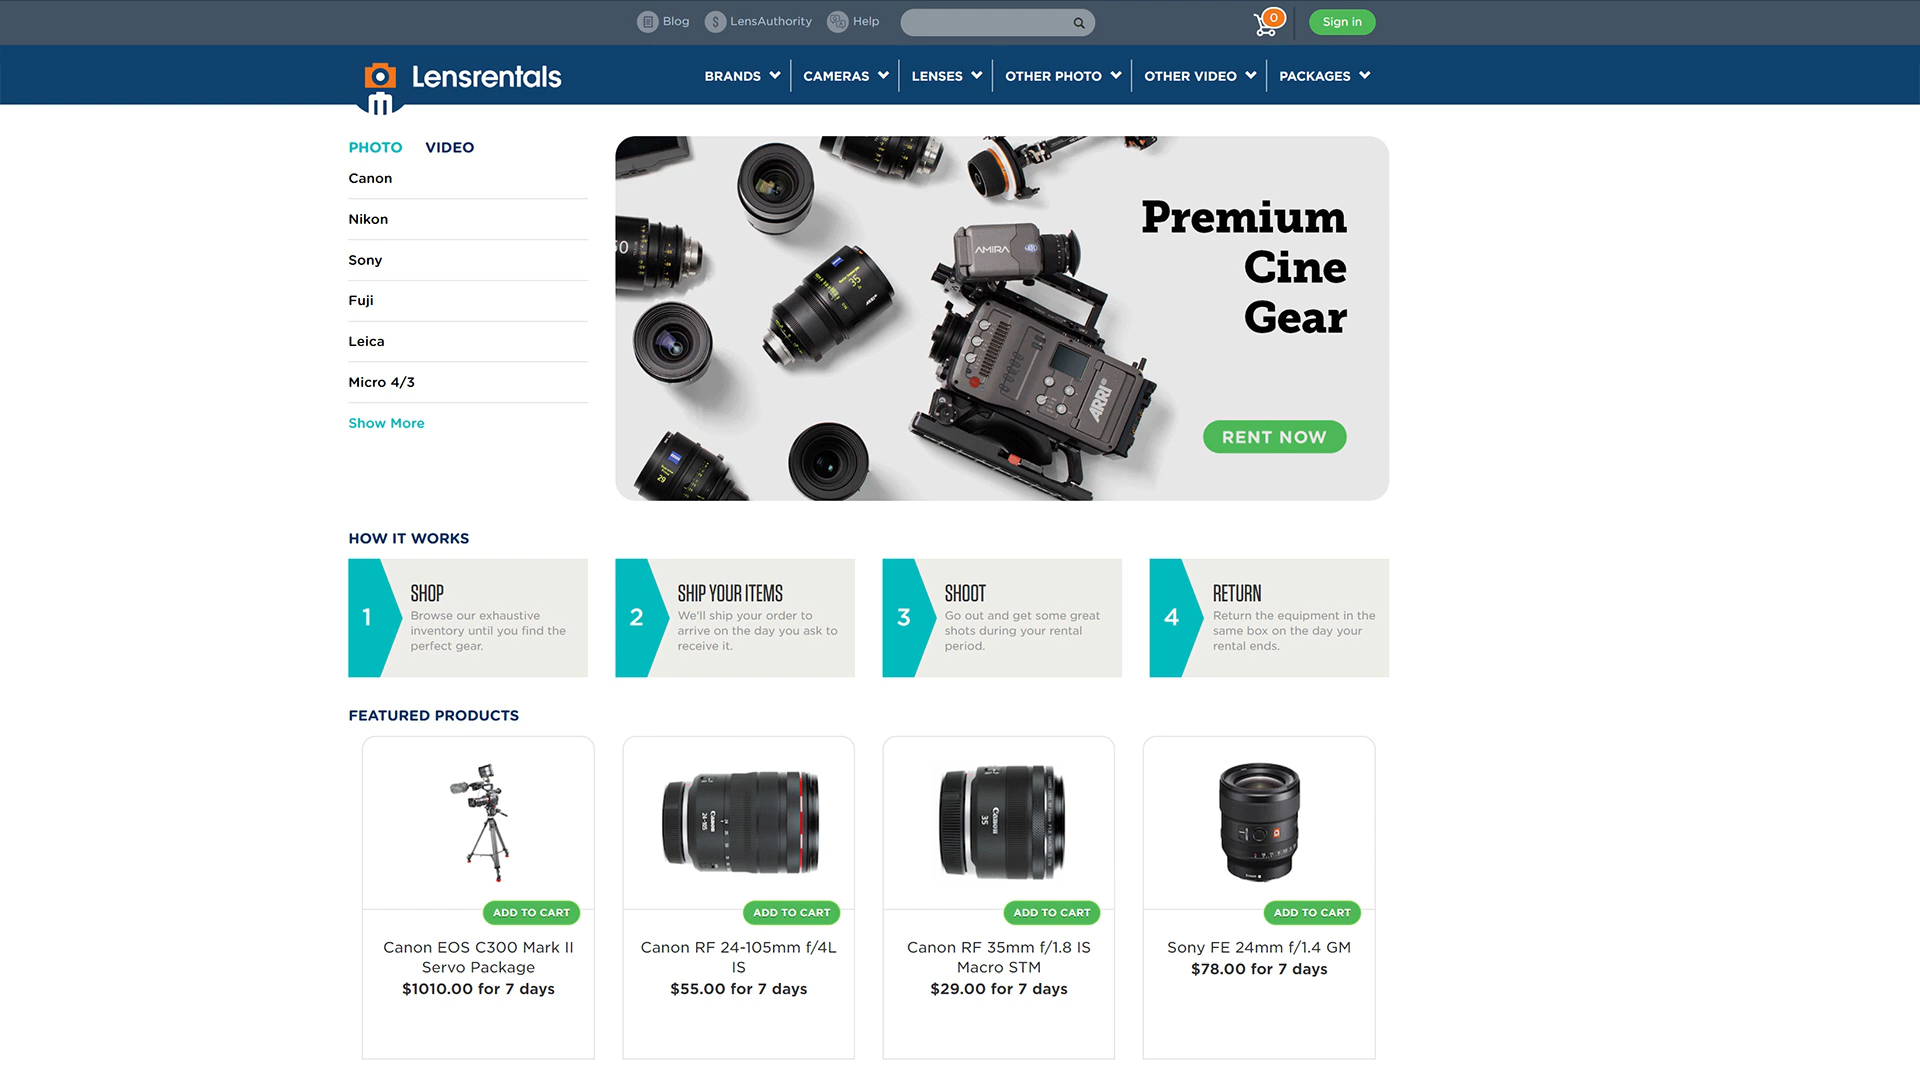 Blog
LensAuthority
Help
0
Sign in
Lensrentals
BRANDS
CAMERAS
LENSES
OTHER PHOTO
OTHER VIDEO
PACKAGES
PHOTO
VIDEO
Canon
Nikon
Sony
Fuji
Leica
Micro 4/3
Show More
AMIRA
ARRI
Premium
Cine
Gear
RENT NOW
HOW IT WORKS
1
SHOP
Browse our exhaustive
inventory until you find the
perfect gear.
2
SHIP YOUR ITEMS
We'll ship your order to
arrive on the day you ask to
receive it.
3
SHOOT
Go out and get some great
shots during your rental
period.
4
RETURN
Return the equipment in the
same box on the day your
rental ends.
FEATURED PRODUCTS
Canon
24-105
Canon
35
ADD TO CART
ADD TO CART
ADD TO CART
ADD TO CART
Canon EOS C300 Mark II
Servo Package
$1010.00 for 7 days
Canon RF 24-105mm f/4L
IS
$55.00 for 7 days
Canon RF 35mm f/1.8 IS
Macro STM
$29.00 for 7 days
Sony FE 24mm f/1.4 GM
$78.00 for 7 days